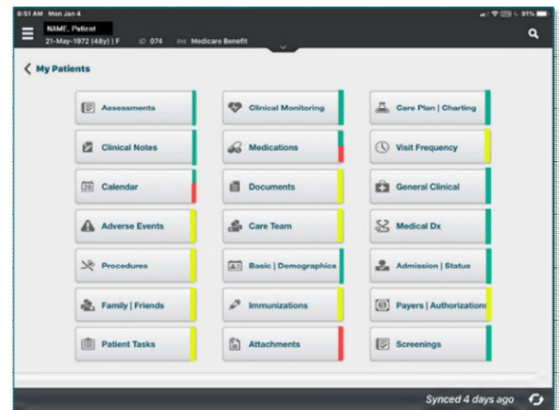 8:51 AM Mon Jan 4 91%
NAME, Patient
21-May-1972 (48y) | F ID 074 Ins Medicare Benefit
My Patients
Assessments Clinical Monitoring Care Plan | Charting
Clinical Notes Medications Visit Frequency
Calendar Documents General Clinical
Adverse Events Care Team Medical Dx
Procedures Basic | Demographics Admission | Status
Family | Friends Immunizations Payers | Authorizations
Patient Tasks Attachments Screenings
Synced 4 days ago